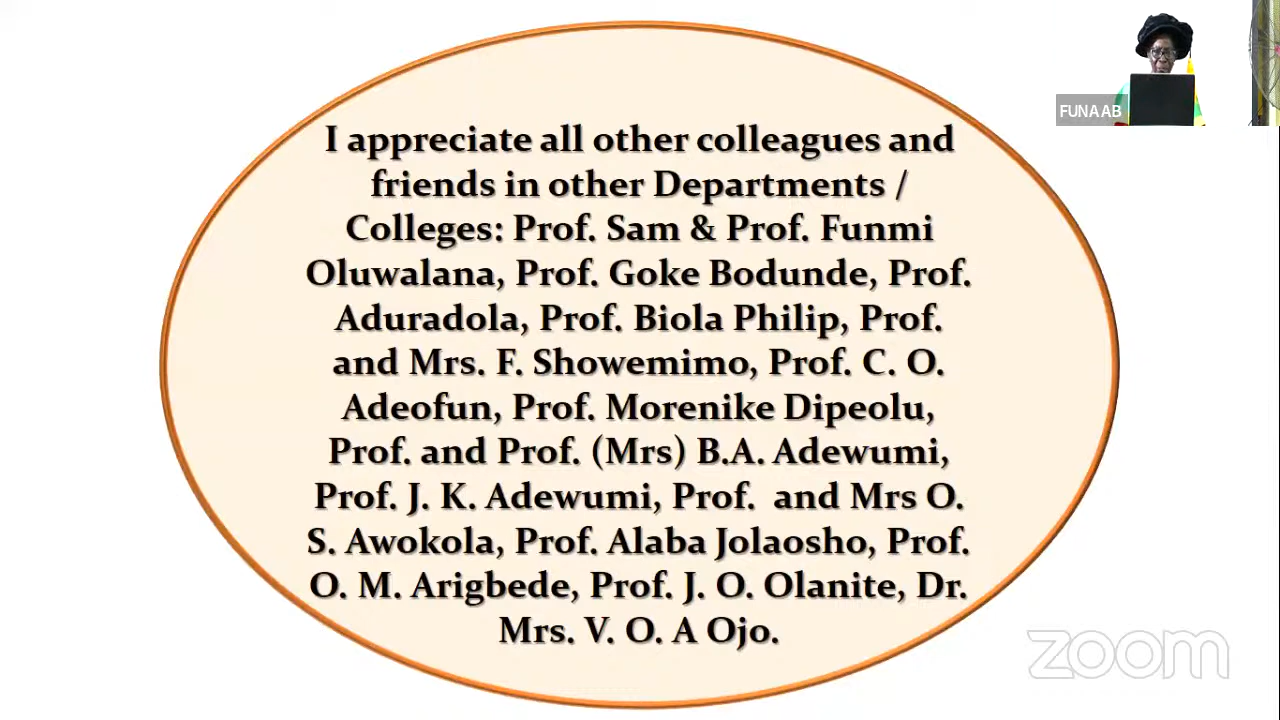 I appreciate all other colleagues and
friends in other Departments /
Colleges: Prof. Sam & Prof. Funmi
Oluwalana, Prof. Goke Bodunde, Prof.
Aduradola, Prof. Biola Philip, Prof.
and Mrs. F. Showemimo, Prof. C. O.
Adeofun, Prof. Morenike Dipeolu,
Prof. and Prof. (Mrs) B.A. Adewumi,
Prof. J. K. Adewumi, Prof.  and Mrs O.
S. Awokola, Prof. Alaba Jolaosho, Prof.
O. M. Arigbede, Prof. J. O. Olanite, Dr.
Mrs. V. O. A Ojo.
FUNAAB
zoom